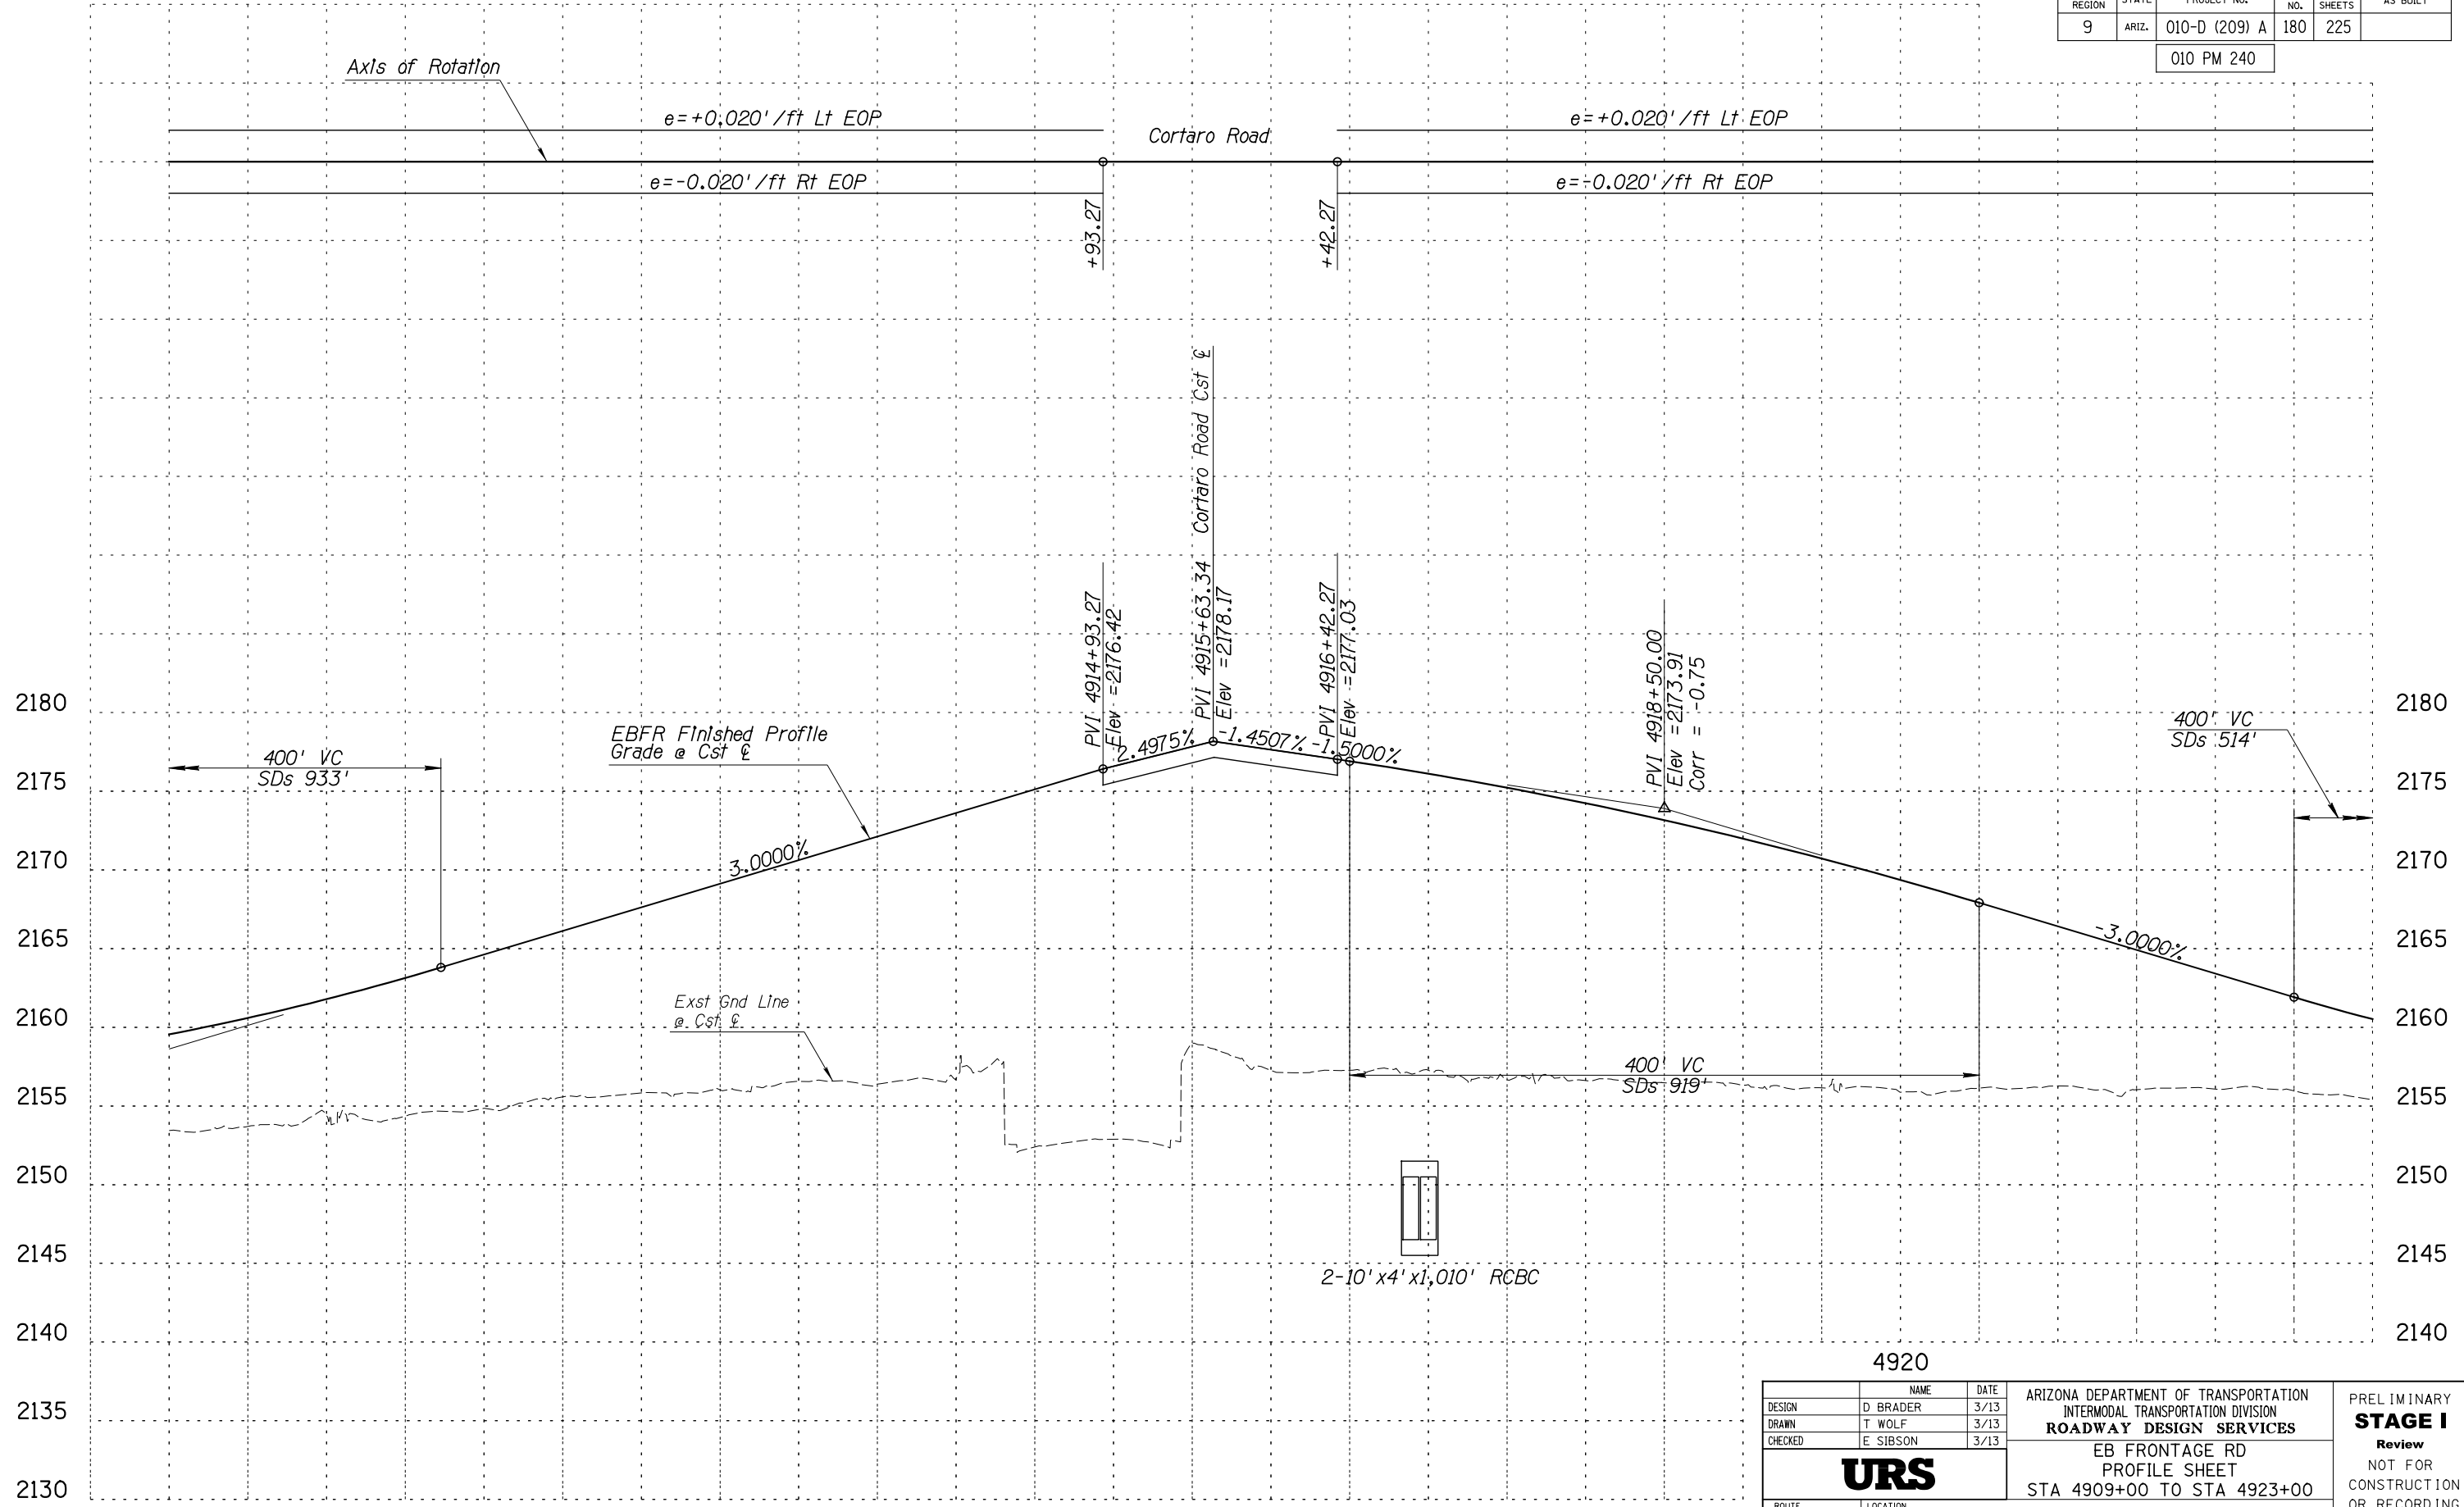 REGION STATE PROJECT NO. NO. SHEETS AS BUILT
9 ARIZ. 010-D (209) A 180 225
010 PM 240
Axis of Rotation
e=+0.020'/ft Lt EOP
Cortaro Road
e=+0.020'/ft Lt EOP
e=-0.020'/ft Rt EOP
e=-0.020'/ft Rt EOP
+93.27
+42.27
PVI 4914+93.27
Elev =2176.42
PVI 4915+63.34 Cortaro Road Cst ℄
Elev =2178.17
PVI 4916+42.27
Elev =2177.03
PVI 4918+50.00
Elev =2173.91
Corr = -0.75
2180
2180
400' VC
SDs 514'
EBFR Finished Profile
Grade @ Cst ℄
400' VC
SDs 933'
2.4975%
-1.4507%
-1.5000%
2175
2175
3.0000%
2170
2170
2165
-3.0000%
2165
Exst Gnd Line
@ Cst ℄
2160
2160
400' VC
SDs 919'
2155
2155
2150
2150
2145
2145
2-10'x4'x1,010' RCBC
2140
2140
4920
2135
2130
NAME DATE
DESIGN D BRADER 3/13
DRAWN T WOLF 3/13
CHECKED E SIBSON 3/13
URS
ROUTE LOCATION
ARIZONA DEPARTMENT OF TRANSPORTATION
INTERMODAL TRANSPORTATION DIVISION
ROADWAY DESIGN SERVICES
EB FRONTAGE RD
PROFILE SHEET
STA 4909+00 TO STA 4923+00
PRELIMINARY
STAGE I
Review
NOT FOR
CONSTRUCTION
OR RECORDING